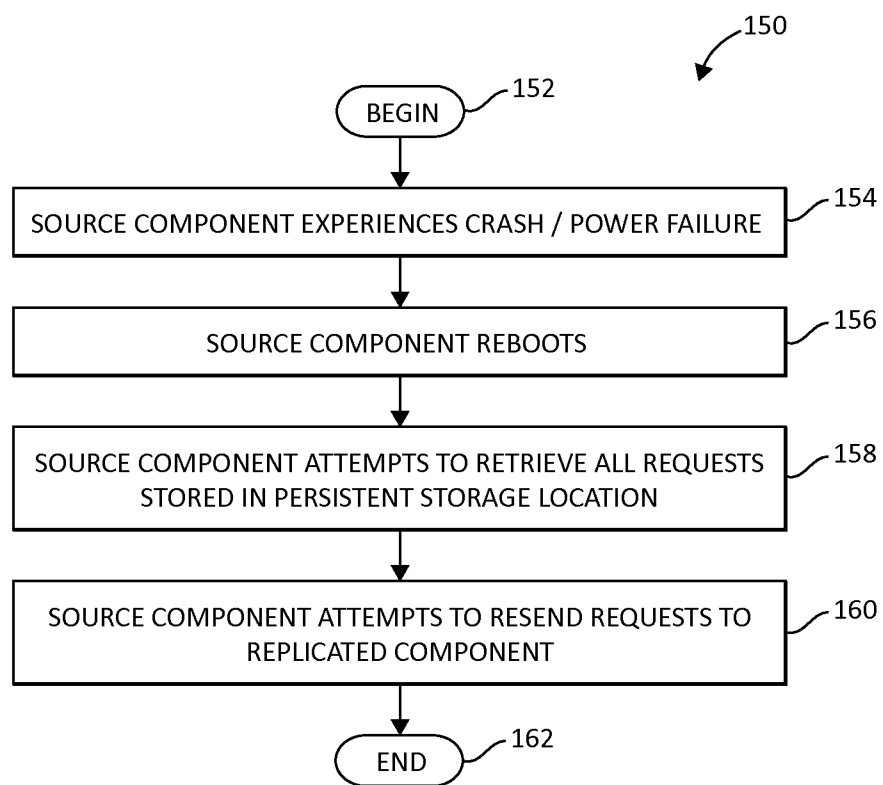 150
BEGIN
152
SOURCE COMPONENT EXPERIENCES CRASH / POWER FAILURE
154
SOURCE COMPONENT REBOOTS
156
SOURCE COMPONENT ATTEMPTS TO RETRIEVE ALL REQUESTS
STORED IN PERSISTENT STORAGE LOCATION
158
SOURCE COMPONENT ATTEMPTS TO RESEND REQUESTS TO
REPLICATED COMPONENT
160
END
162